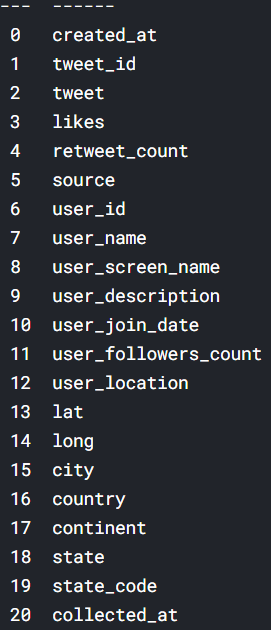 --- ------
0 created_at
1 tweet_id
2 tweet
3 likes
4 retweet_count
5 source
6 user_id
7 user_name
8 user_screen_name
9 user_description
10 user_join_date
11 user_followers_count
12 user_location
13 lat
14 long
15 city
16 country
17 continent
18 state
19 state_code
20 collected_at